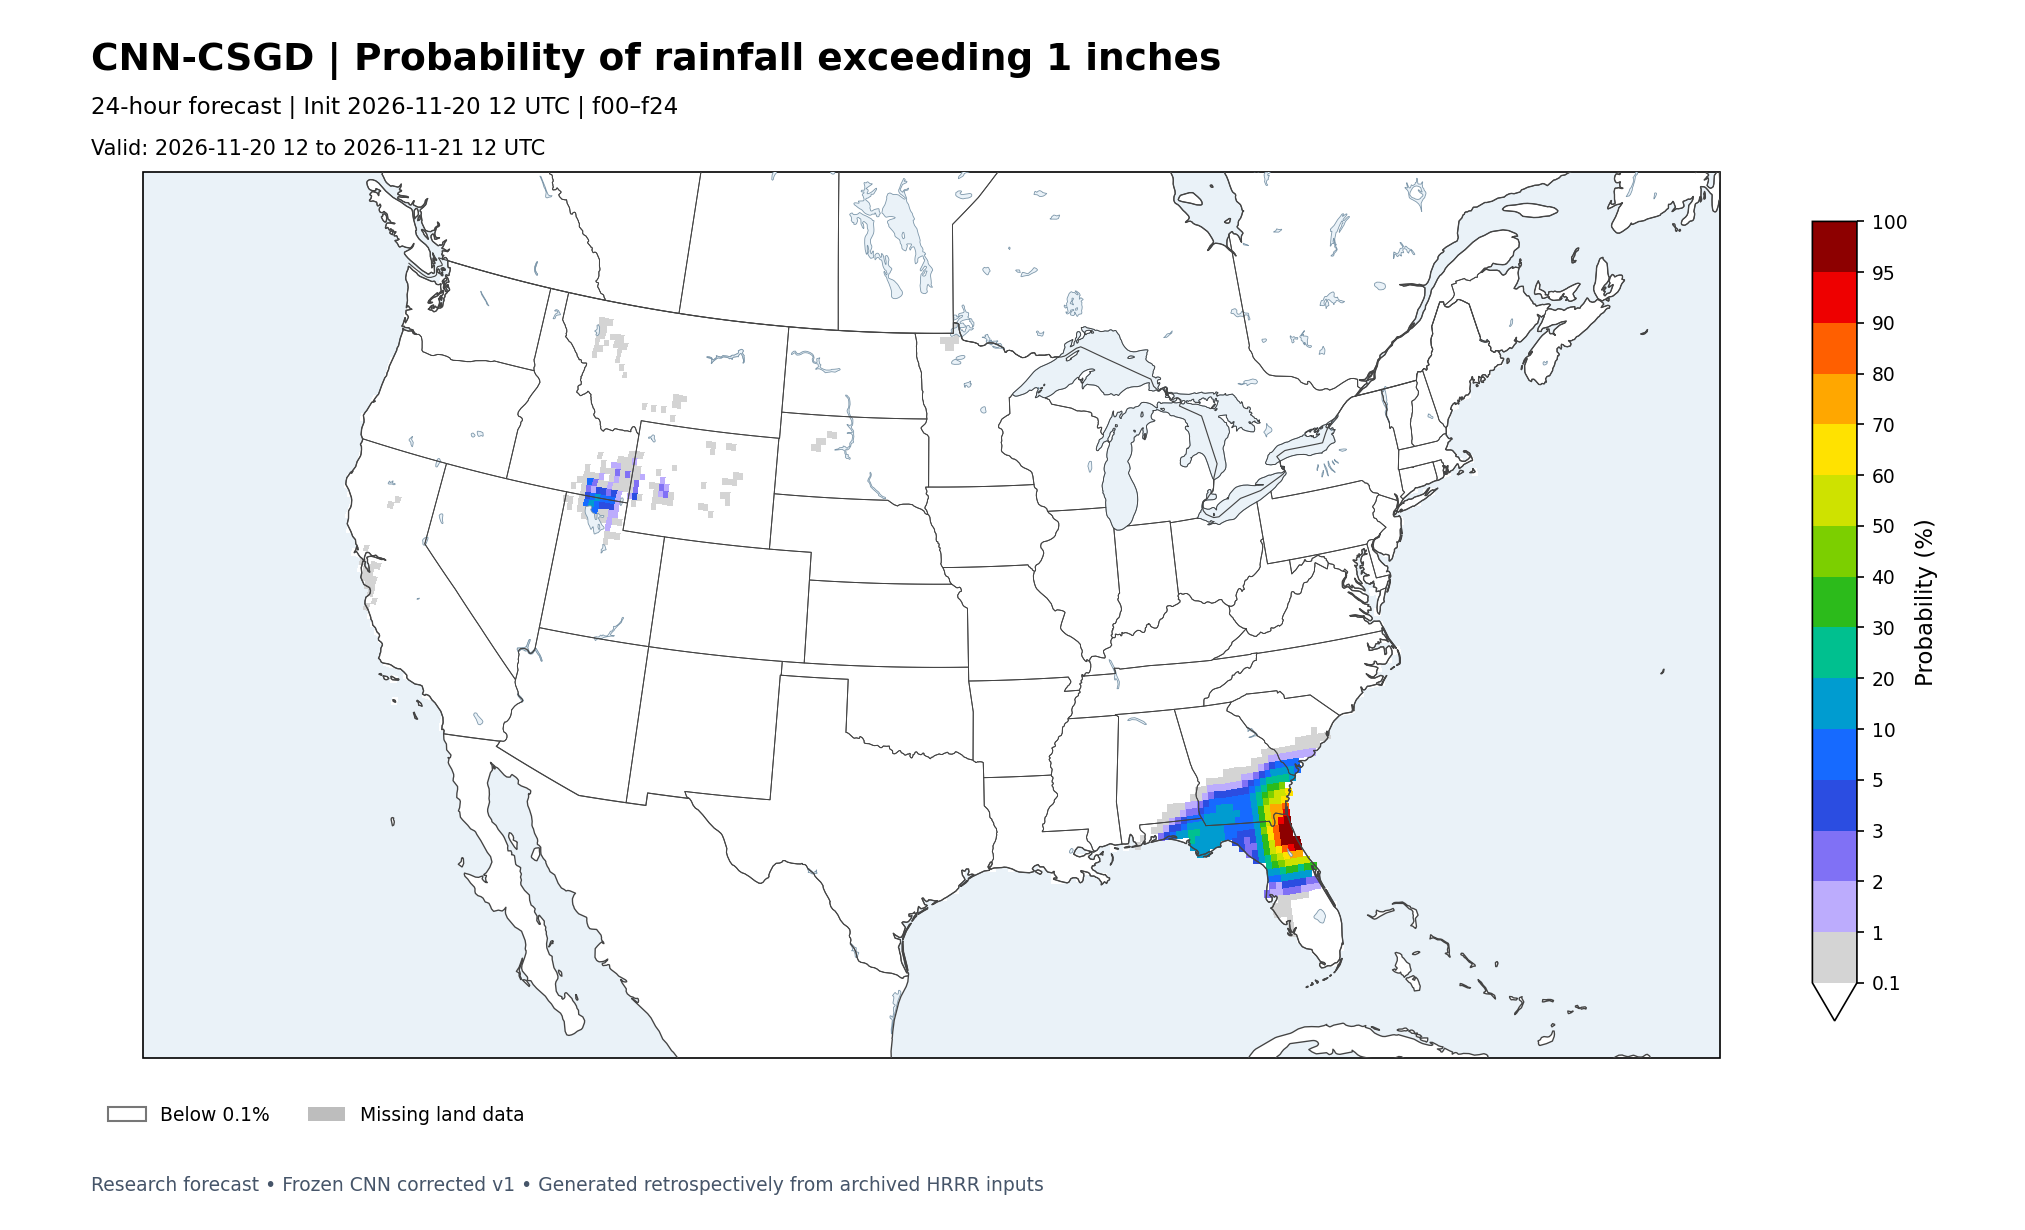 CNN-CSGD | Probability of rainfall exceeding 1 inches
24-hour forecast | Init 2026-11-20 12 UTC | f00–f24
Valid: 2026-11-20 12 to 2026-11-21 12 UTC
100
95
90
80
70
60
50
40
30
20
10
5
3
2
1
0.1
Probability (%)
Below 0.1%
Missing land data
Research forecast • Frozen CNN corrected v1 • Generated retrospectively from archived HRRR inputs